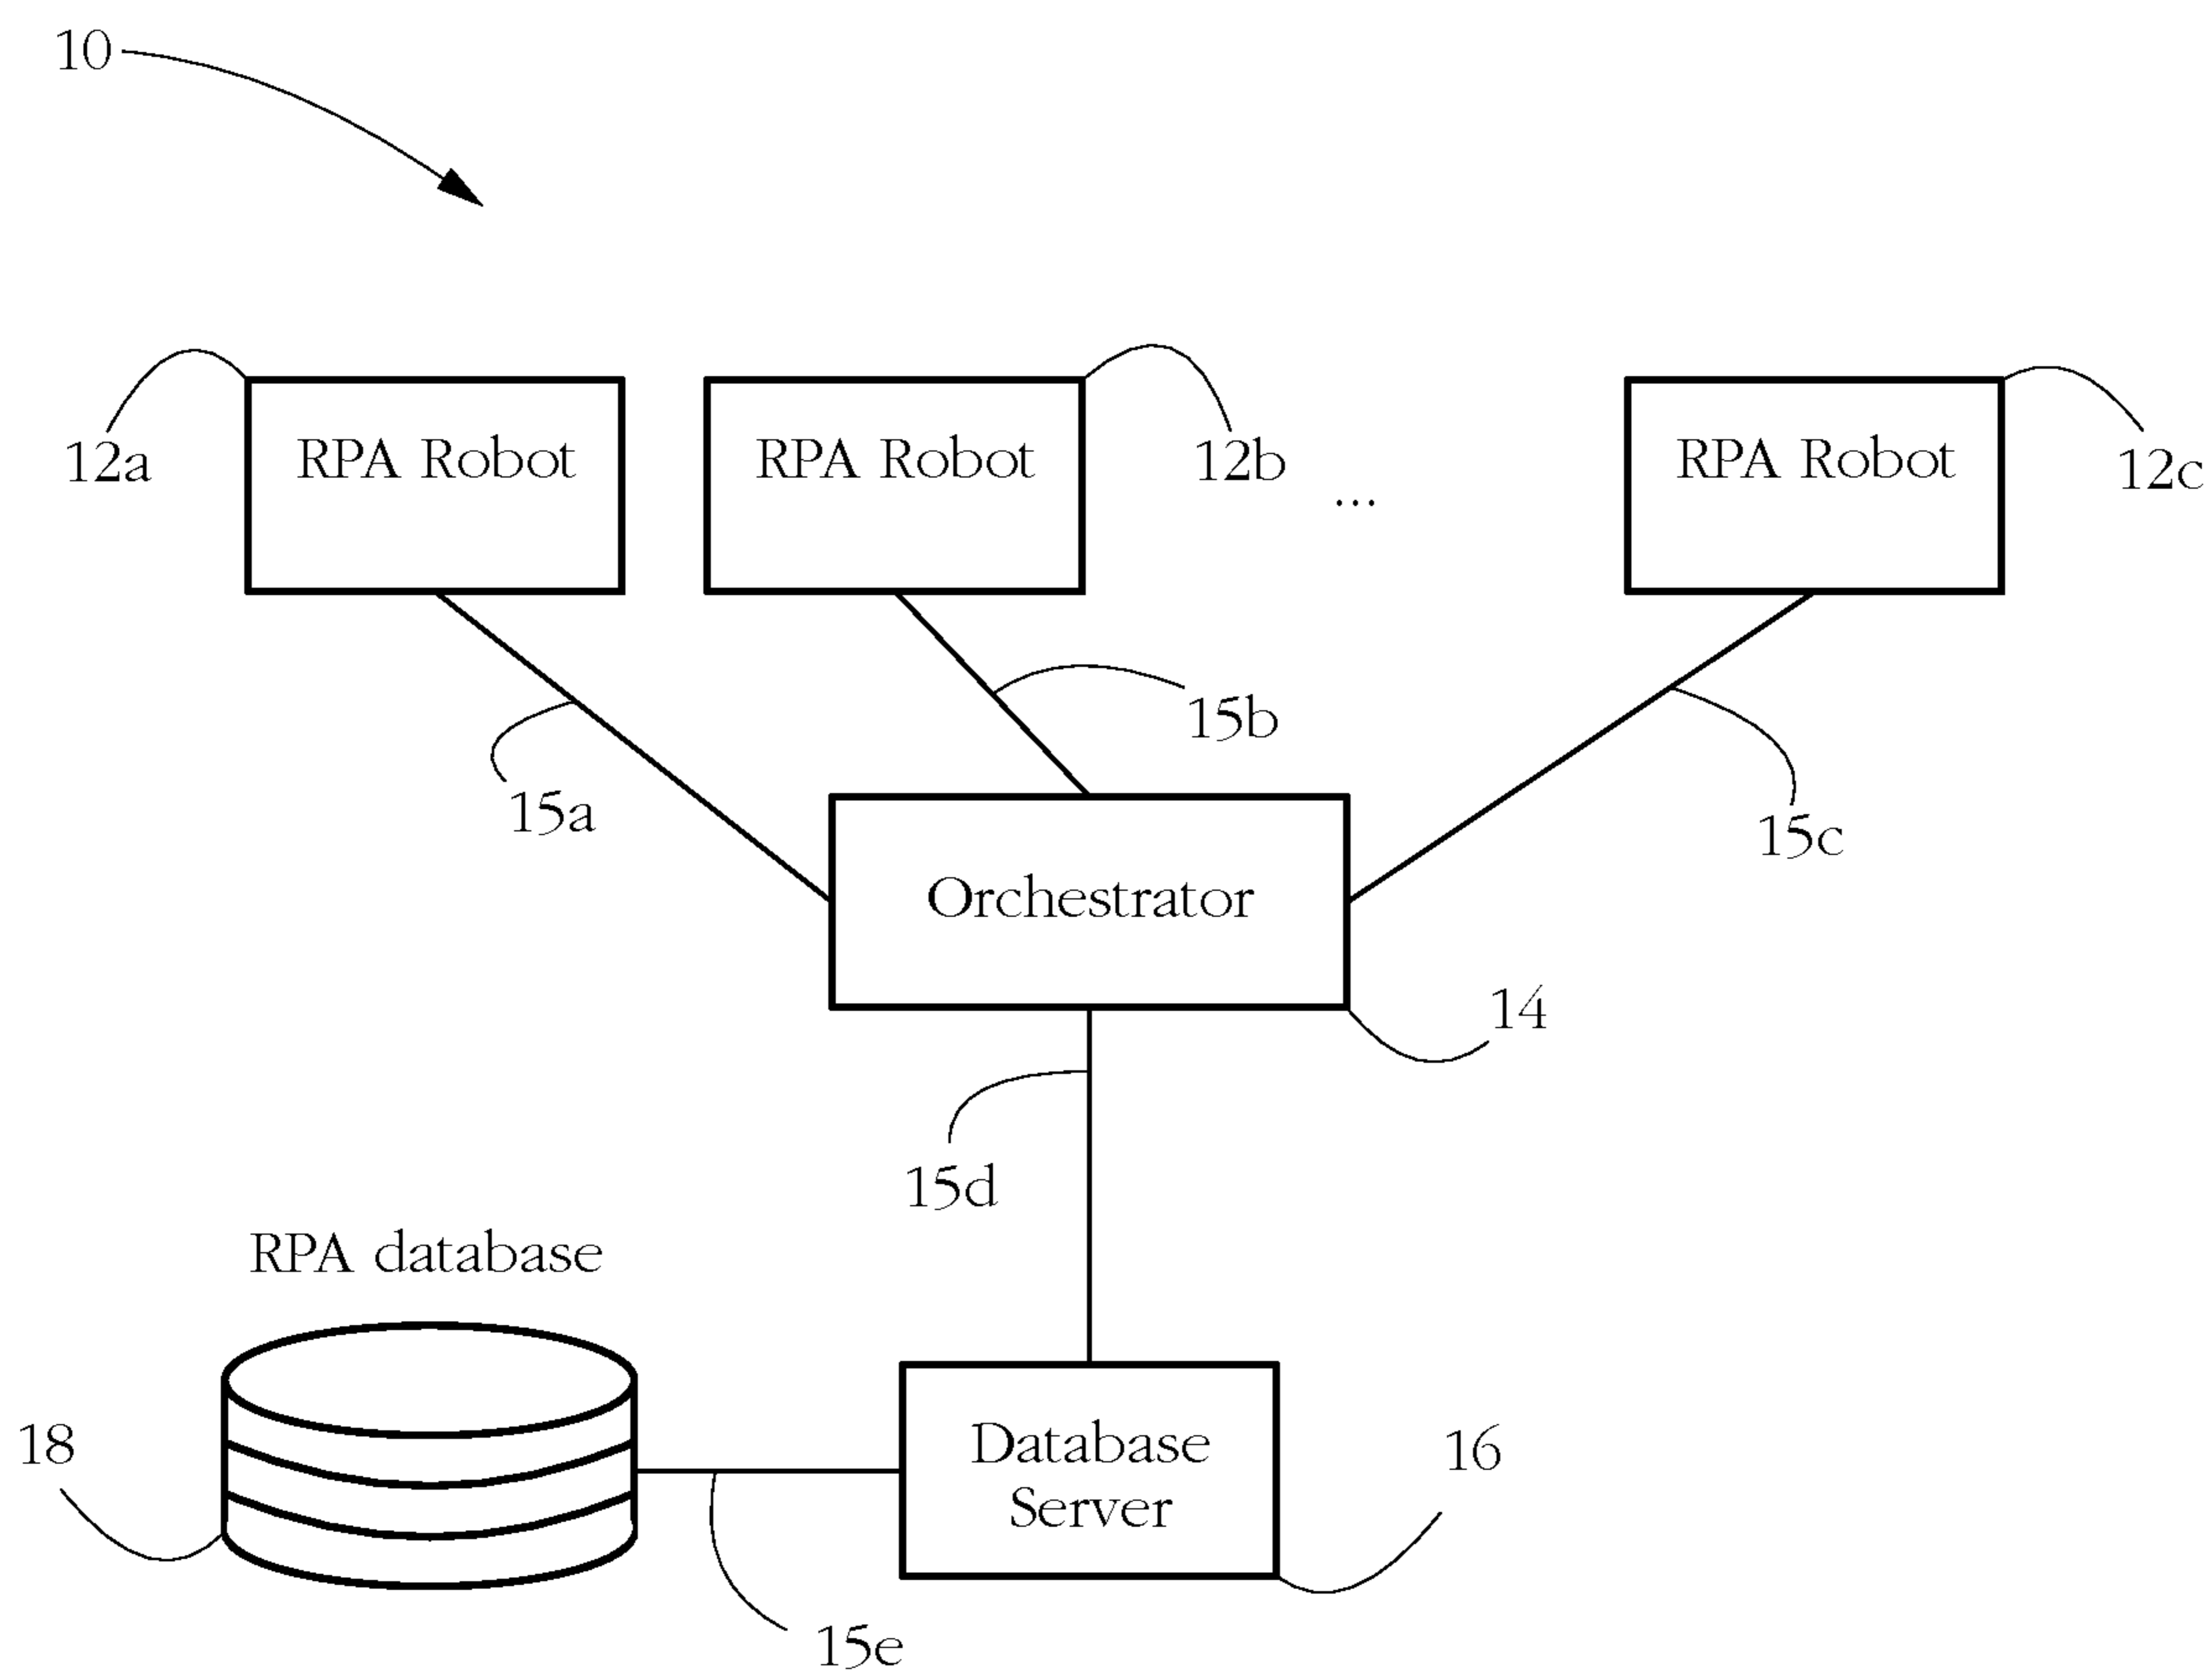 10
12a
RPA Robot
RPA Robot
12b
...
RPA Robot
12c
15a
15b
15c
Orchestrator
14
15d
RPA database
18
Database
Server
16
15e